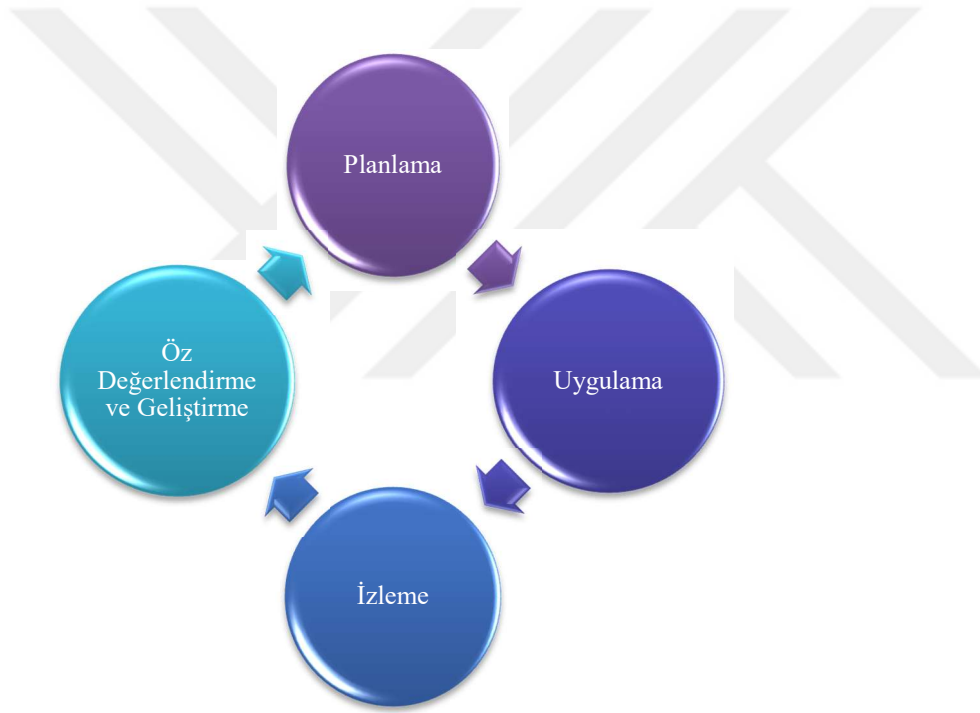 Planlama
Uygulama
İzleme
Öz
Değerlendirme
ve Geliştirme